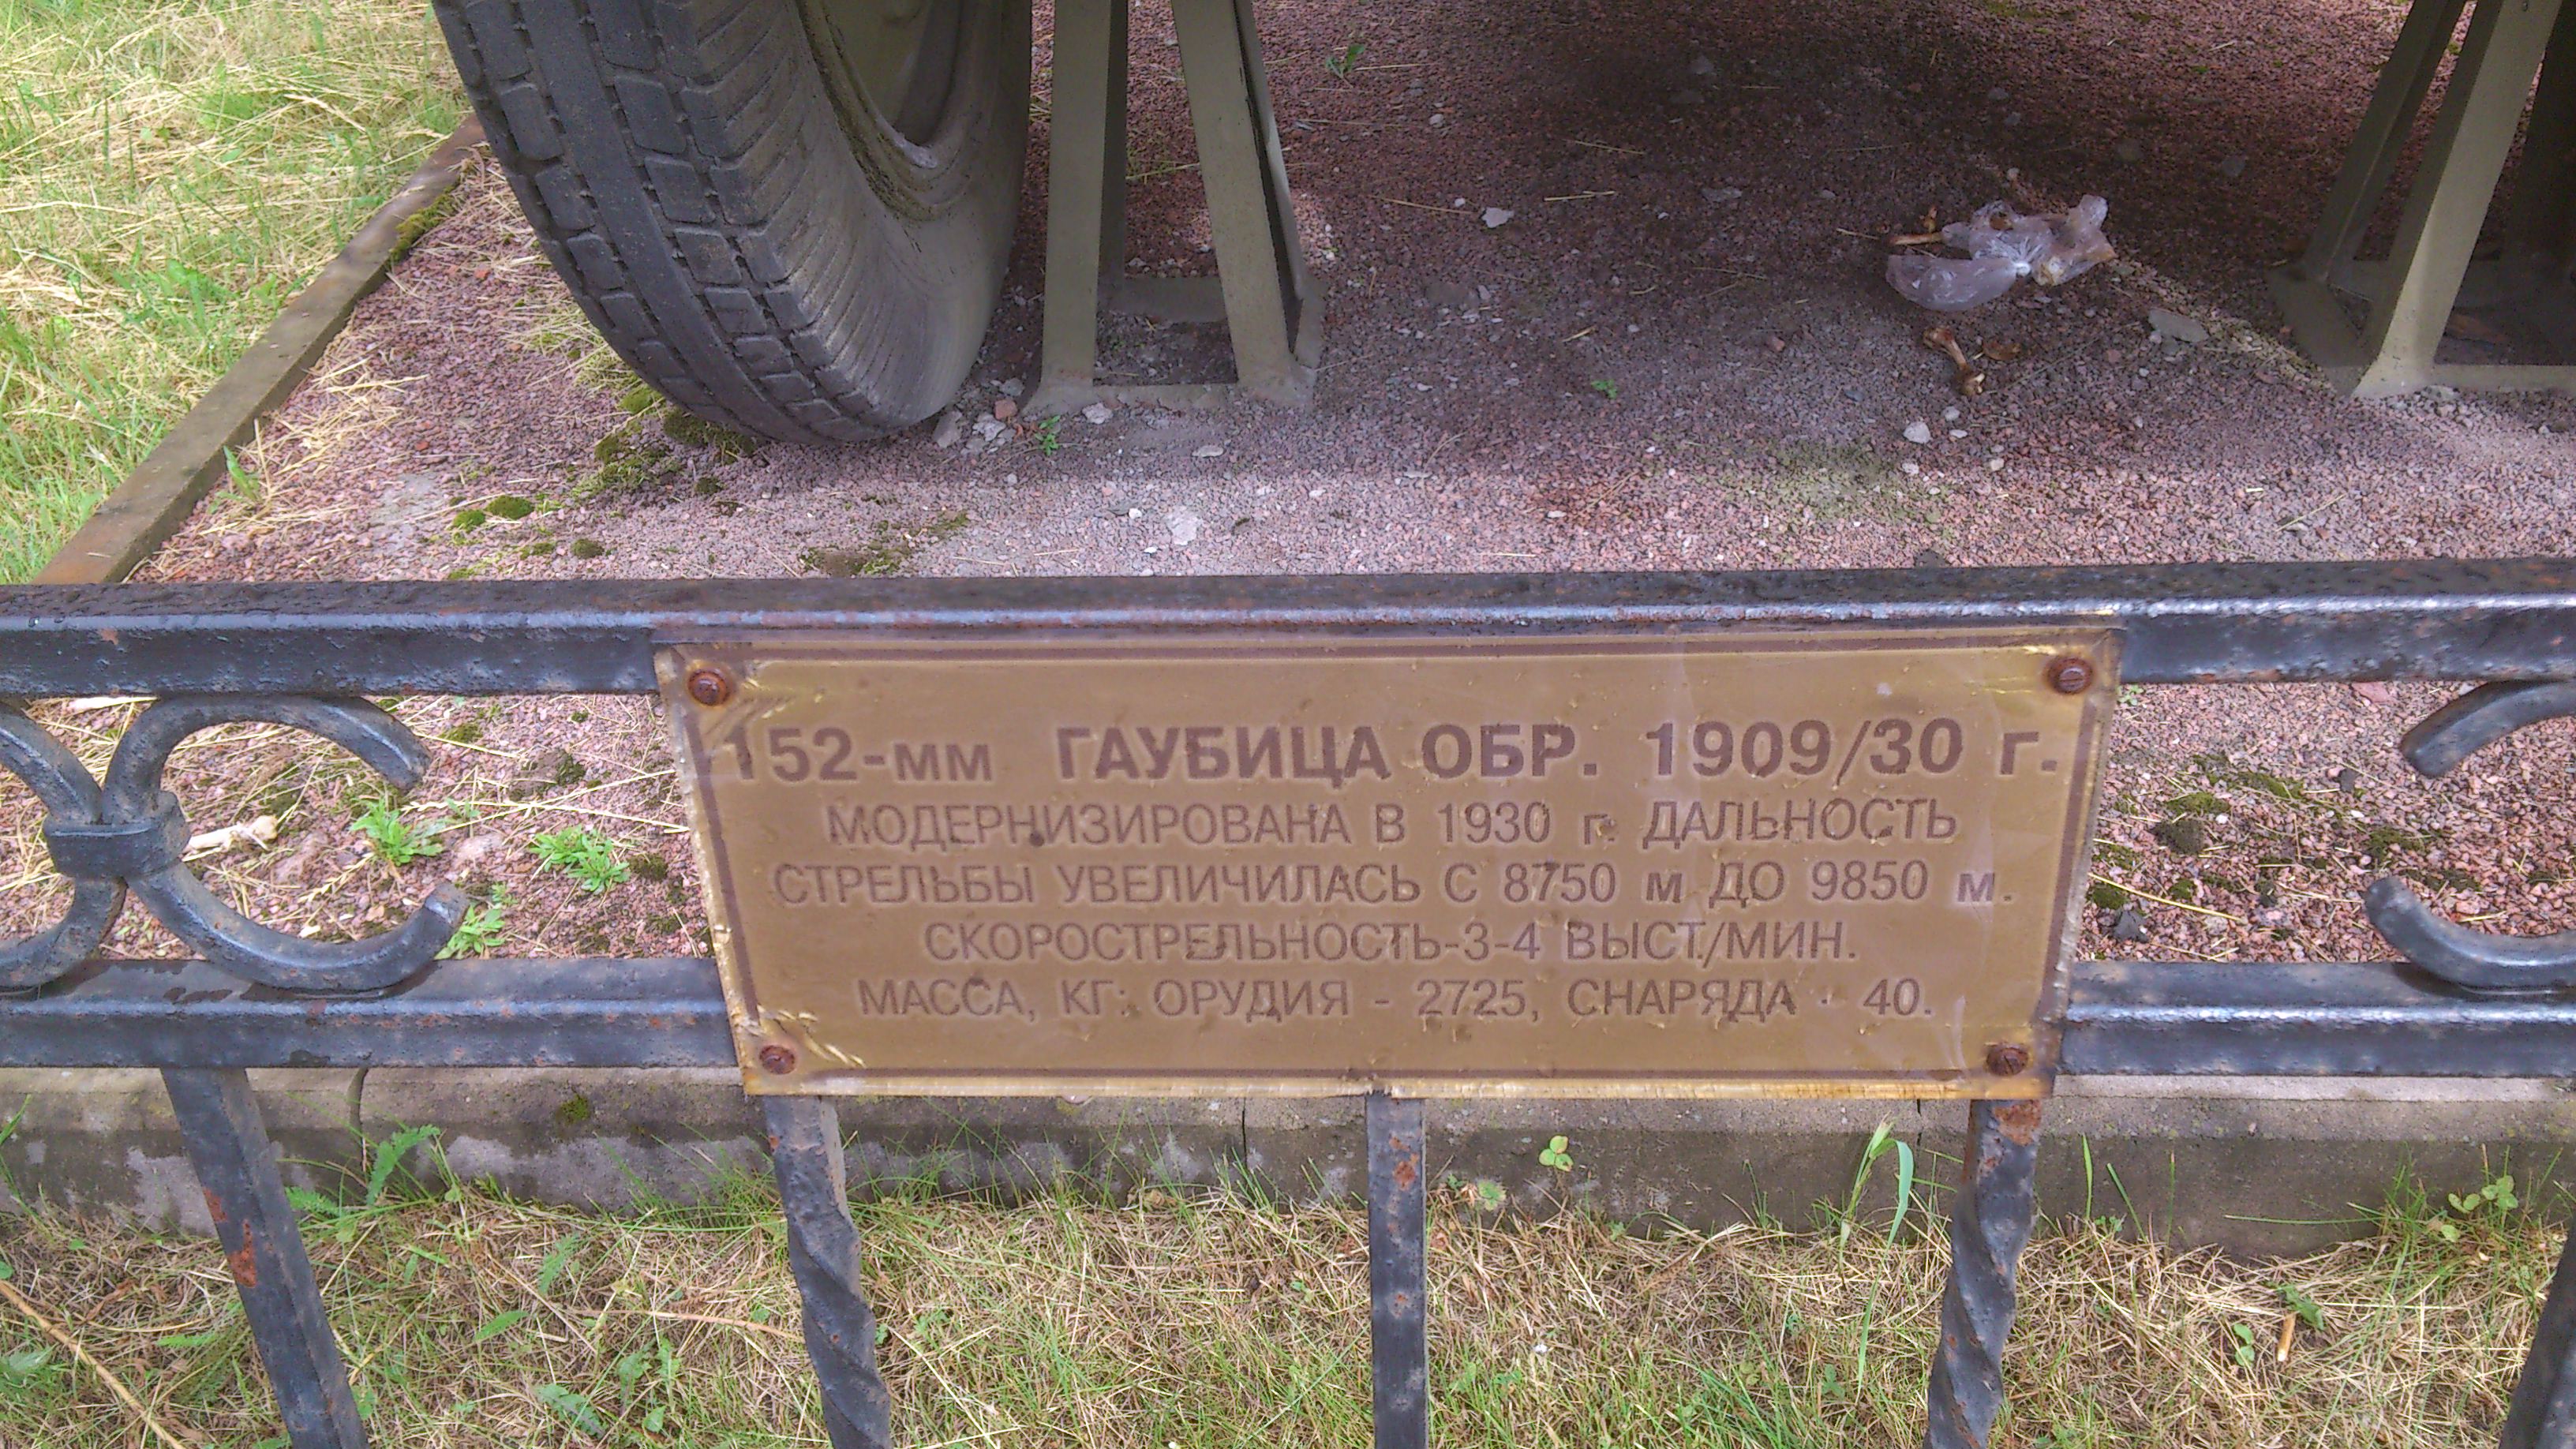 152-мм ГАУБИЦА ОБР. 1909/30 г.
МОДЕРНИЗИРОВАНА В 1930 г. ДАЛЬНОСТЬ
СТРЕЛЬБЫ УВЕЛИЧИЛАСЬ С 8750 м ДО 9850 м.
СКОРОСТРЕЛЬНОСТЬ-3-4 ВЫСТ./МИН.
МАССА, КГ: ОРУДИЯ - 2725, СНАРЯДА - 40.